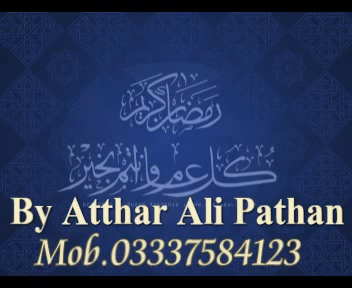 رمضان كريم
كل عام وانتم بخير
By Atthar Ali Pathan
Mob.03337584123